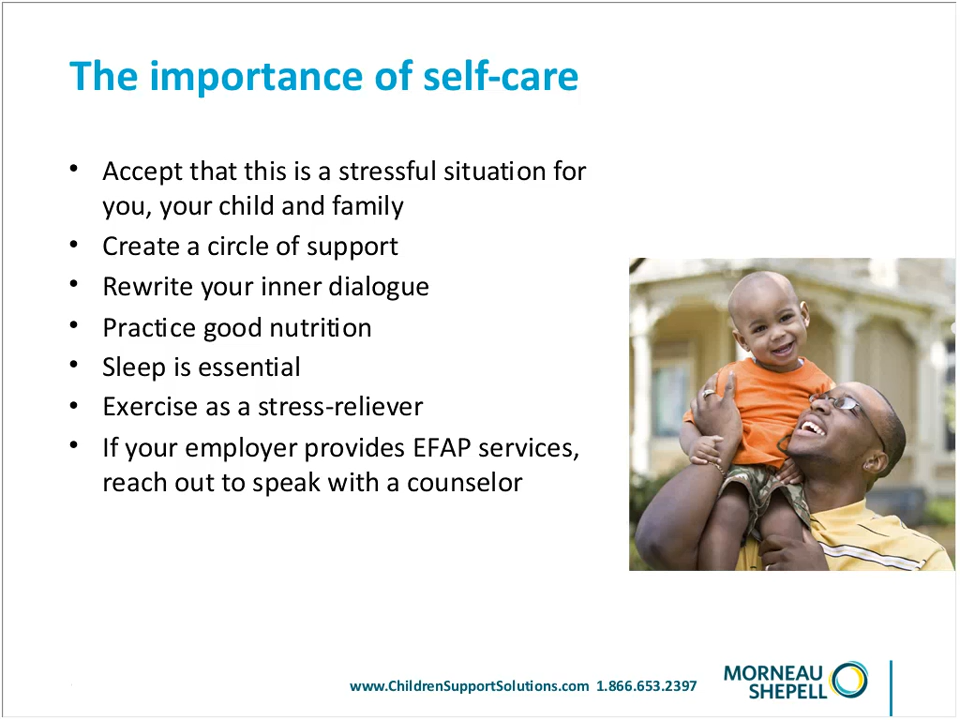 The importance of self-care
• Accept that this is a stressful situation for
you, your child and family
• Create a circle of support
• Rewrite your inner dialogue
• Practice good nutrition
• Sleep is essential
• Exercise as a stress-reliever
• If your employer provides EFAP services,
reach out to speak with a counselor
www.ChildrenSupportSolutions.com 1.866.653.2397
MORNEAU
SHEPELL